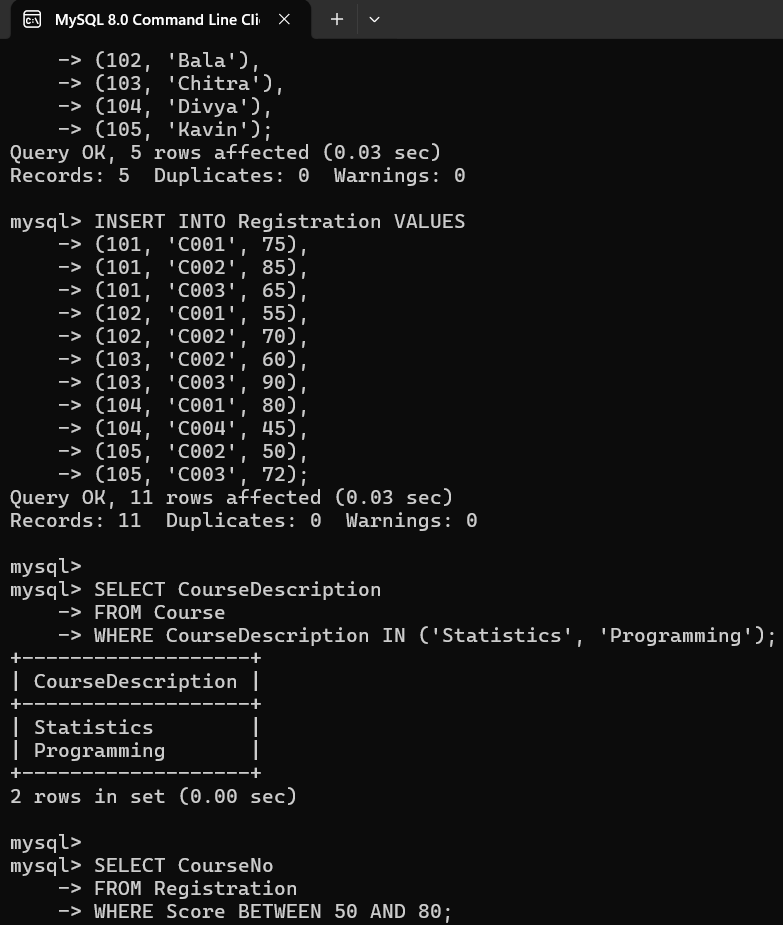 MySQL 8.0 Command Line Cli
-> (102, 'Bala'),
-> (103, 'Chitra'),
-> (104, 'Divya'),
-> (105, 'Kavin');
Query OK, 5 rows affected (0.03 sec)
Records: 5  Duplicates: 0  Warnings: 0
mysql> INSERT INTO Registration VALUES
-> (101, 'C001', 75),
-> (101, 'C002', 85),
-> (101, 'C003', 65),
-> (102, 'C001', 55),
-> (102, 'C002', 70),
-> (103, 'C002', 60),
-> (103, 'C003', 90),
-> (104, 'C001', 80),
-> (104, 'C004', 45),
-> (105, 'C002', 50),
-> (105, 'C003', 72);
Query OK, 11 rows affected (0.03 sec)
Records: 11  Duplicates: 0  Warnings: 0
mysql>
mysql> SELECT CourseDescription
-> FROM Course
-> WHERE CourseDescription IN ('Statistics', 'Programming');
+-------------------+
| CourseDescription |
+-------------------+
| Statistics        |
| Programming       |
+-------------------+
2 rows in set (0.00 sec)
mysql>
mysql> SELECT CourseNo
-> FROM Registration
-> WHERE Score BETWEEN 50 AND 80;